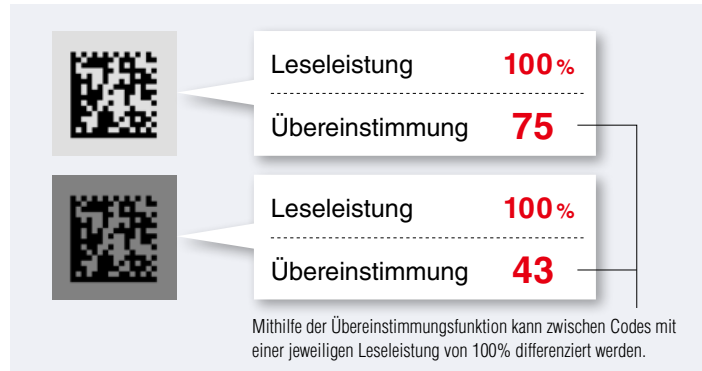 Leseleistung 100%
Übereinstimmung 75
Leseleistung 100%
Übereinstimmung 43
Mithilfe der Übereinstimmungsfunktion kann zwischen Codes mit
einer jeweiligen Leseleistung von 100% differenziert werden.